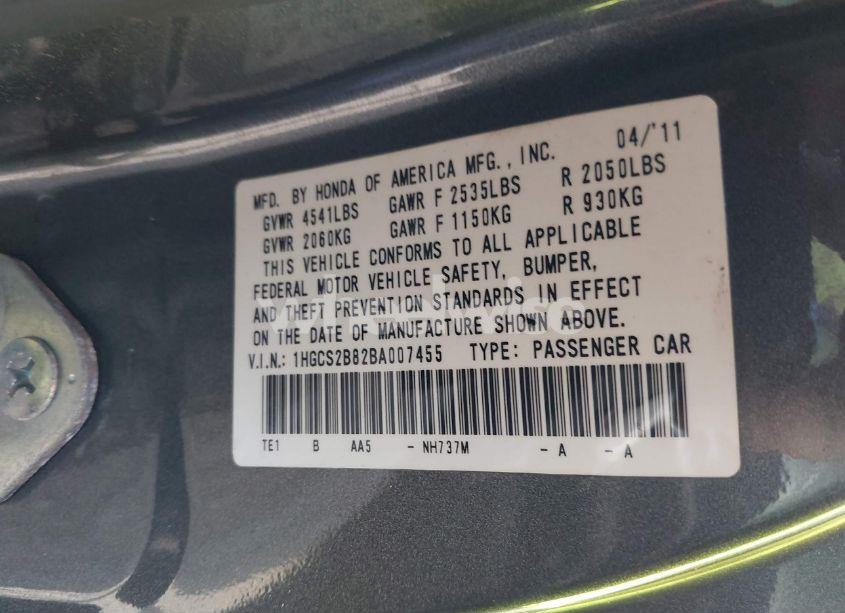 MFD. BY HONDA OF AMERICA MFG., INC. 04/'11
GVWR 4541LBS GAWR F 2535LBS R 2050LBS
GVWR 2060KG GAWR F 1150KG R 930KG
THIS VEHICLE CONFORMS TO ALL APPLICABLE
FEDERAL MOTOR VEHICLE SAFETY, BUMPER,
AND THEFT PREVENTION STANDARDS IN EFFECT
ON THE DATE OF MANUFACTURE SHOWN ABOVE.
V.I.N.: 1HGCS2B82BA007455 TYPE: PASSENGER CAR
TE1 B AA5 - NH737M - A - A